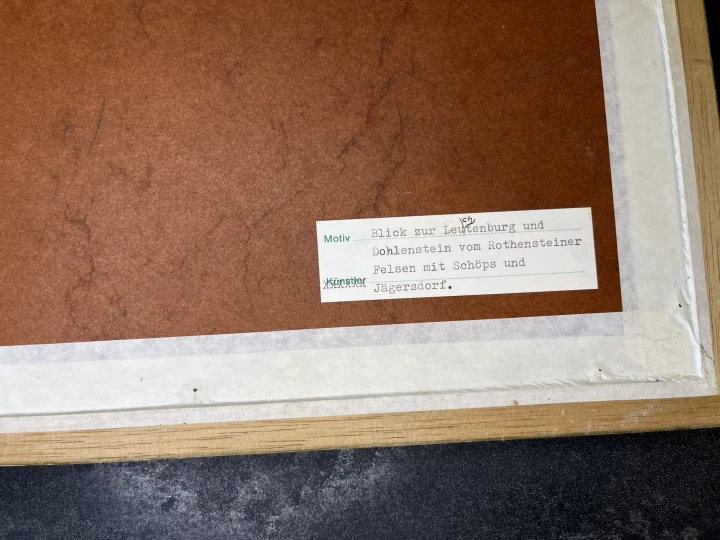 Motiv Blick zur Leutenburg und
ch
Dohlenstein vom Rothensteiner
Felsen mit Schöps und
Künstler Jägersdorf.